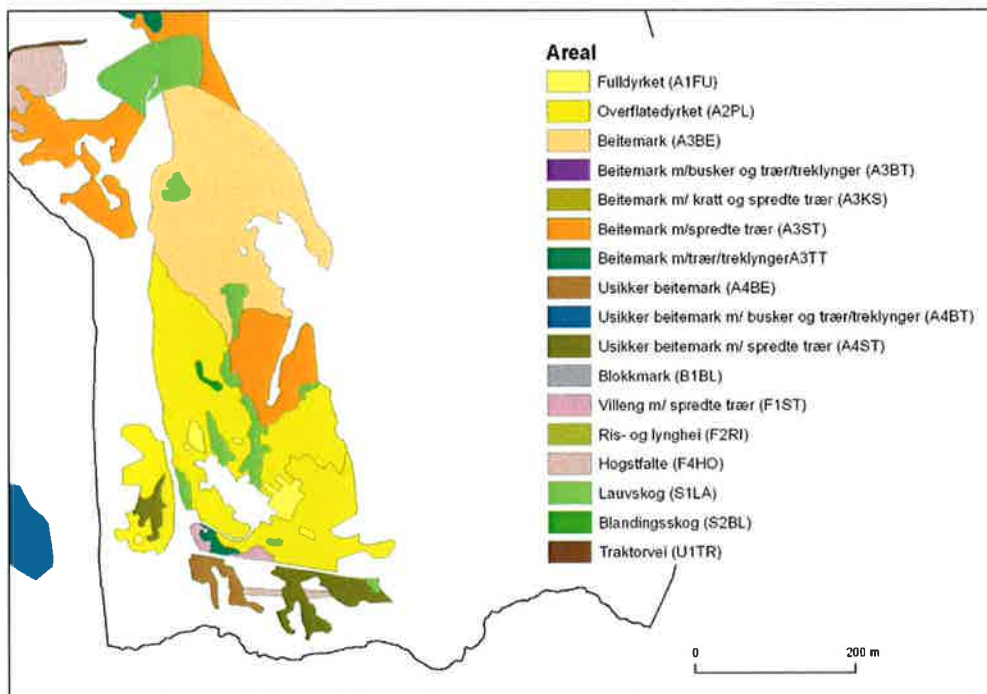 Areal
Fulldyrket (A1FU)
Overflatedyrket (A2PL)
Beitemark (A3BE)
Beitemark m/busker og trær/treklynger (A3BT)
Beitemark m/ kratt og spredte trær (A3KS)
Beitemark m/spredte trær (A3ST)
Beitemark m/trær/treklyngerA3TT
Usikker beitemark (A4BE)
Usikker beitemark m/ busker og trær/treklynger (A4BT)
Usikker beitemark m/ spredte trær (A4ST)
Blokkmark (B1BL)
Villeng m/ spredte trær (F1ST)
Ris- og lynghei (F2RI)
Hogstfalte (F4HO)
Lauvskog (S1LA)
Blandingsskog (S2BL)
Traktorvei (U1TR)
0 200 m